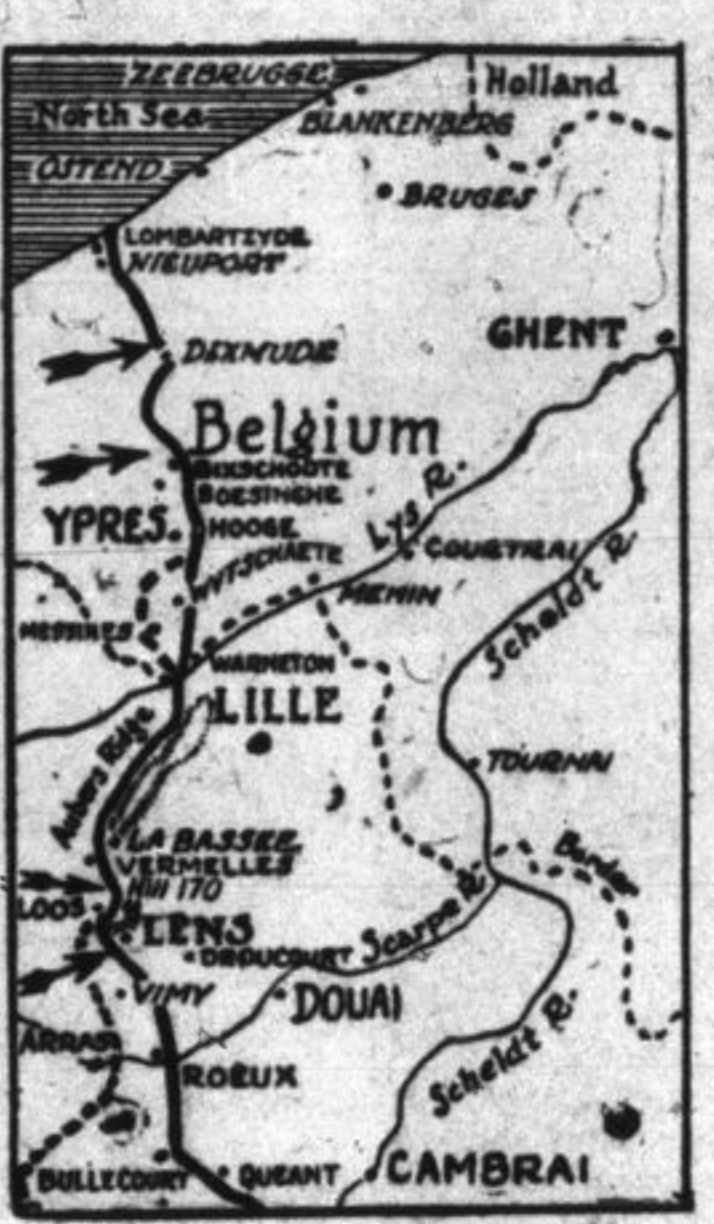 ZEEBRUGGE
Holland
North Sea
BLANKENBERG
OSTEND
BRUGES
LOMBARTZYDE
NIEUPORT
GHENT
DIXMUDE
Belgium
BIXSCHOOTE
BOESINGHE
YPRES
HOOGE
Lys R.
COURTRAI
WYTSCHAETE
MENIN
Scheldt R.
MESSINES
WARNETON
LILLE
Aubers Ridge
TOURNAI
LA BASSEE
VERMELLES
Border
Hill 170
LOOS
LENS
Scarpe R.
DROUCOURT
VIMY
DOUAI
ARRAS
Scheldt R.
ROEUX
BULLECOURT
QUEANT
CAMBRAI